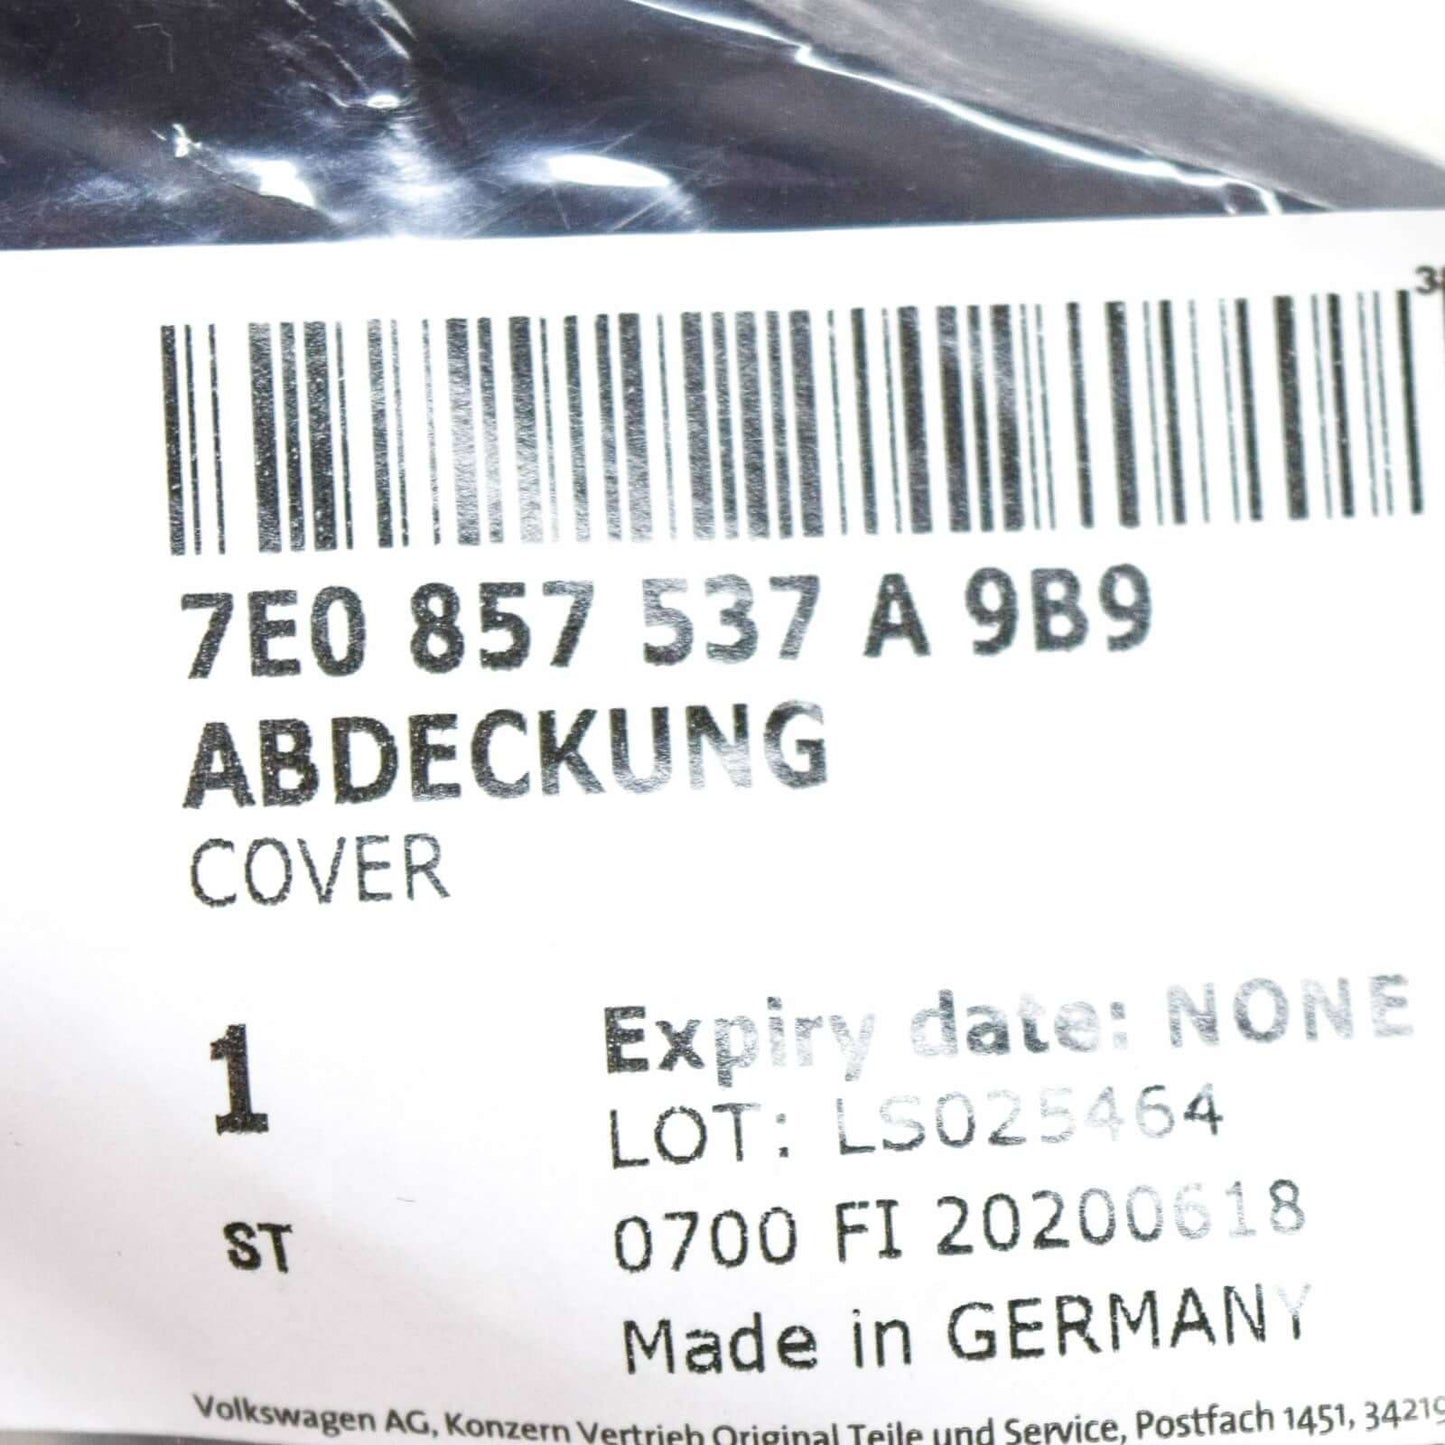 7E0 857 537 A 9B9
ABDECKUNG
COVER
1
ST
Expiry date: NONE
LOT: LS025464
0700 FI 20200618
Made in GERMANY
Volkswagen AG, Konzern Vertrieb Original Teile und Service, Postfach 1451, 34219